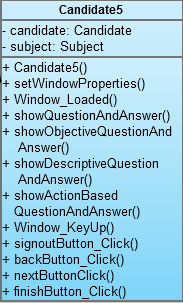 Candidate5
- candidate: Candidate
- subject: Subject
+ Candidate5()
+ setWindowProperties()
+ Window_Loaded()
+ showQuestionAndAnswer()
+ showObjectiveQuestionAnd
Answer()
+ showDescriptiveQuestion
AndAnswer()
+ showActionBased
QuestionAndAnswer()
+ Window_KeyUp()
+ signoutButton_Click()
+ backButton_Click()
+ nextButtonClick()
+ finishButton_Click()